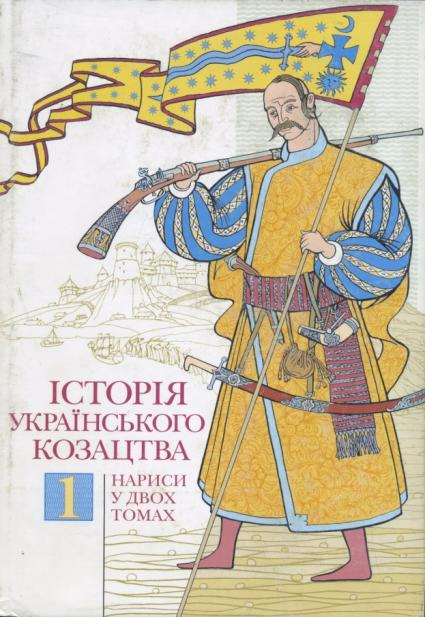 ІСТОРІЯ
УКРАЇНСЬКОГО
КОЗАЦТВА
1
НАРИСИ
У ДВОХ
ТОМАХ